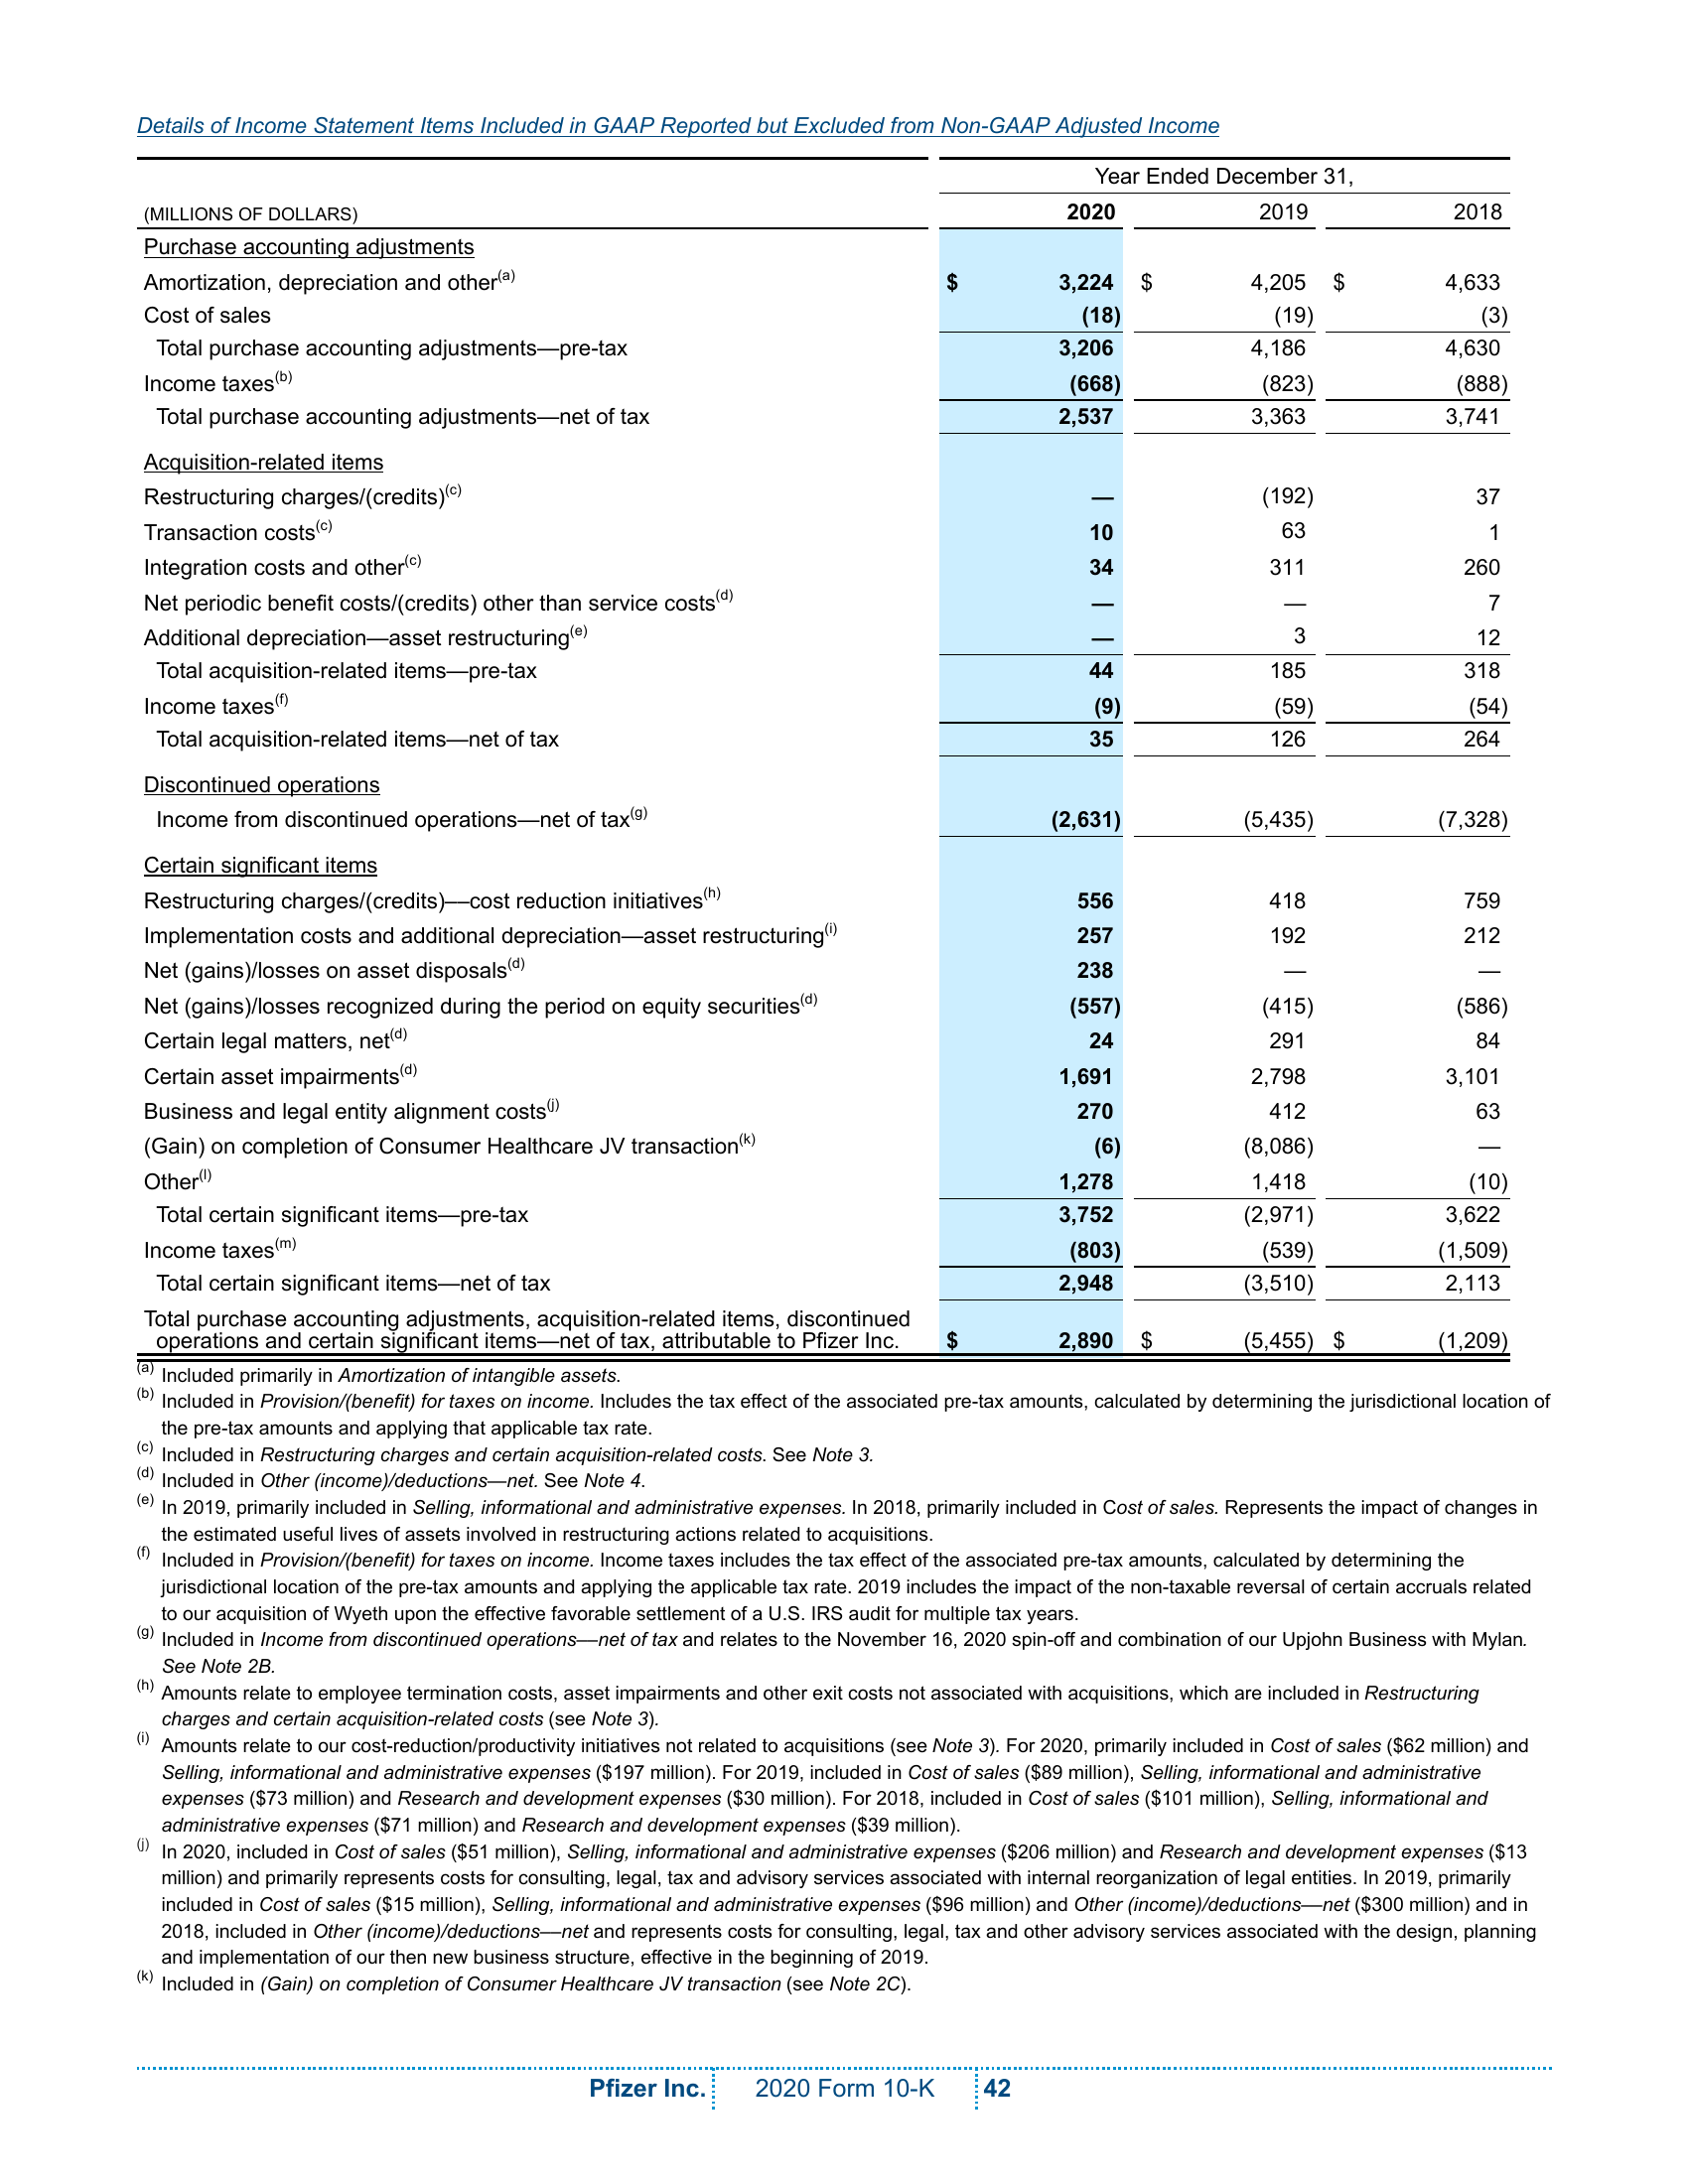 Details of Income Statement Items Included in GAAP Reported but Excluded from Non-GAAP Adjusted Income
Year Ended December 31,
(MILLIONS OF DOLLARS) 2020 2019 2018
Purchase accounting adjustments
Amortization, depreciation and other(a) $ 3,224 $ 4,205 $ 4,633
Cost of sales (18) (19) (3)
Total purchase accounting adjustments—pre-tax 3,206 4,186 4,630
Income taxes(b) (668) (823) (888)
Total purchase accounting adjustments—net of tax 2,537 3,363 3,741
Acquisition-related items
Restructuring charges/(credits)(c) — (192) 37
Transaction costs(c) 10 63 1
Integration costs and other(c) 34 311 260
Net periodic benefit costs/(credits) other than service costs(d) — — 7
Additional depreciation—asset restructuring(e) — 3 12
Total acquisition-related items—pre-tax 44 185 318
Income taxes(f) (9) (59) (54)
Total acquisition-related items—net of tax 35 126 264
Discontinued operations
Income from discontinued operations—net of tax(g) (2,631) (5,435) (7,328)
Certain significant items
Restructuring charges/(credits)—cost reduction initiatives(h) 556 418 759
Implementation costs and additional depreciation—asset restructuring(i) 257 192 212
Net (gains)/losses on asset disposals(d) 238 — —
Net (gains)/losses recognized during the period on equity securities(d) (557) (415) (586)
Certain legal matters, net(d) 24 291 84
Certain asset impairments(d) 1,691 2,798 3,101
Business and legal entity alignment costs(j) 270 412 63
(Gain) on completion of Consumer Healthcare JV transaction(k) (6) (8,086) —
Other(l) 1,278 1,418 (10)
Total certain significant items—pre-tax 3,752 (2,971) 3,622
Income taxes(m) (803) (539) (1,509)
Total certain significant items—net of tax 2,948 (3,510) 2,113
Total purchase accounting adjustments, acquisition-related items, discontinued
operations and certain significant items—net of tax, attributable to Pfizer Inc. $ 2,890 $ (5,455) $ (1,209)
(a) Included primarily in Amortization of intangible assets.
(b) Included in Provision/(benefit) for taxes on income. Includes the tax effect of the associated pre-tax amounts, calculated by determining the jurisdictional location of
the pre-tax amounts and applying that applicable tax rate.
(c) Included in Restructuring charges and certain acquisition-related costs. See Note 3.
(d) Included in Other (income)/deductions—net. See Note 4.
(e) In 2019, primarily included in Selling, informational and administrative expenses. In 2018, primarily included in Cost of sales. Represents the impact of changes in
the estimated useful lives of assets involved in restructuring actions related to acquisitions.
(f) Included in Provision/(benefit) for taxes on income. Income taxes includes the tax effect of the associated pre-tax amounts, calculated by determining the
jurisdictional location of the pre-tax amounts and applying the applicable tax rate. 2019 includes the impact of the non-taxable reversal of certain accruals related
to our acquisition of Wyeth upon the effective favorable settlement of a U.S. IRS audit for multiple tax years.
(g) Included in Income from discontinued operations––net of tax and relates to the November 16, 2020 spin-off and combination of our Upjohn Business with Mylan.
See Note 2B.
(h) Amounts relate to employee termination costs, asset impairments and other exit costs not associated with acquisitions, which are included in Restructuring
charges and certain acquisition-related costs (see Note 3).
(i) Amounts relate to our cost-reduction/productivity initiatives not related to acquisitions (see Note 3). For 2020, primarily included in Cost of sales ($62 million) and
Selling, informational and administrative expenses ($197 million). For 2019, included in Cost of sales ($89 million), Selling, informational and administrative
expenses ($73 million) and Research and development expenses ($30 million). For 2018, included in Cost of sales ($101 million), Selling, informational and
administrative expenses ($71 million) and Research and development expenses ($39 million).
(j) In 2020, included in Cost of sales ($51 million), Selling, informational and administrative expenses ($206 million) and Research and development expenses ($13
million) and primarily represents costs for consulting, legal, tax and advisory services associated with internal reorganization of legal entities. In 2019, primarily
included in Cost of sales ($15 million), Selling, informational and administrative expenses ($96 million) and Other (income)/deductions––net ($300 million) and in
2018, included in Other (income)/deductions––net and represents costs for consulting, legal, tax and other advisory services associated with the design, planning
and implementation of our then new business structure, effective in the beginning of 2019.
(k) Included in (Gain) on completion of Consumer Healthcare JV transaction (see Note 2C).
Pfizer Inc. 2020 Form 10-K 42